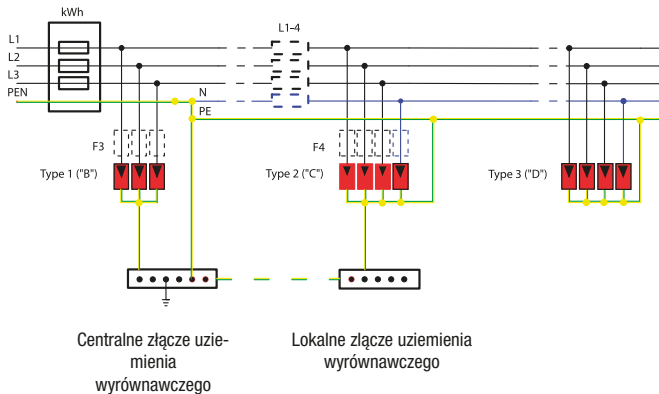 kWh
L1-4
L1
L2
L3
PEN
N
PE
F3
F4
Type 1 ("B")
Type 2 ("C")
Type 3 ("D")
Centralne złącze uzie-
mienia
wyrównawczego
Lokalne zlącze uziemienia
wyrównawczego